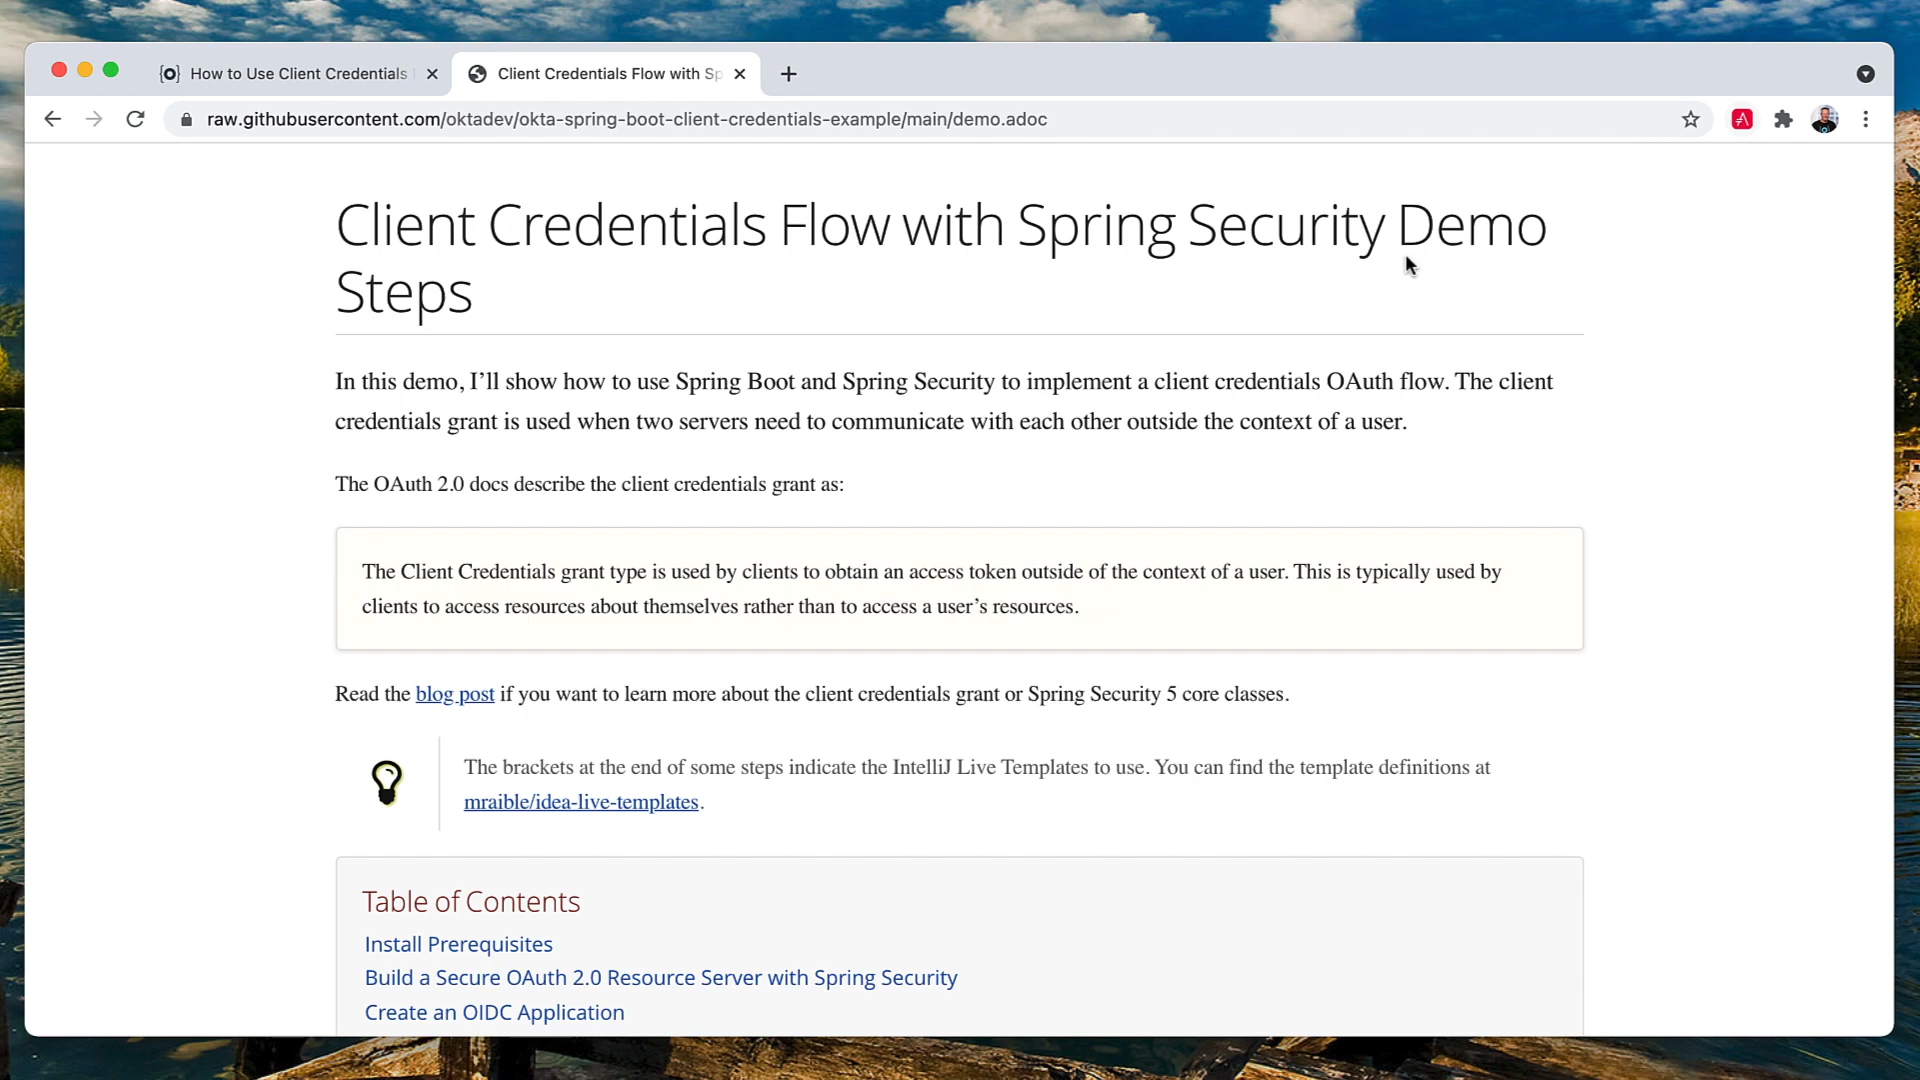 How to Use Client Credentials
Client Credentials Flow with Sp
raw.githubusercontent.com/oktadev/okta-spring-boot-client-credentials-example/main/demo.adoc
Client Credentials Flow with Spring Security Demo
Steps
In this demo, I’ll show how to use Spring Boot and Spring Security to implement a client credentials OAuth flow. The client
credentials grant is used when two servers need to communicate with each other outside the context of a user.
The OAuth 2.0 docs describe the client credentials grant as:
The Client Credentials grant type is used by clients to obtain an access token outside of the context of a user. This is typically used by
clients to access resources about themselves rather than to access a user’s resources.
Read the blog post if you want to learn more about the client credentials grant or Spring Security 5 core classes.
The brackets at the end of some steps indicate the IntelliJ Live Templates to use. You can find the template definitions at
mraible/idea-live-templates.
Table of Contents
Install Prerequisites
Build a Secure OAuth 2.0 Resource Server with Spring Security
Create an OIDC Application